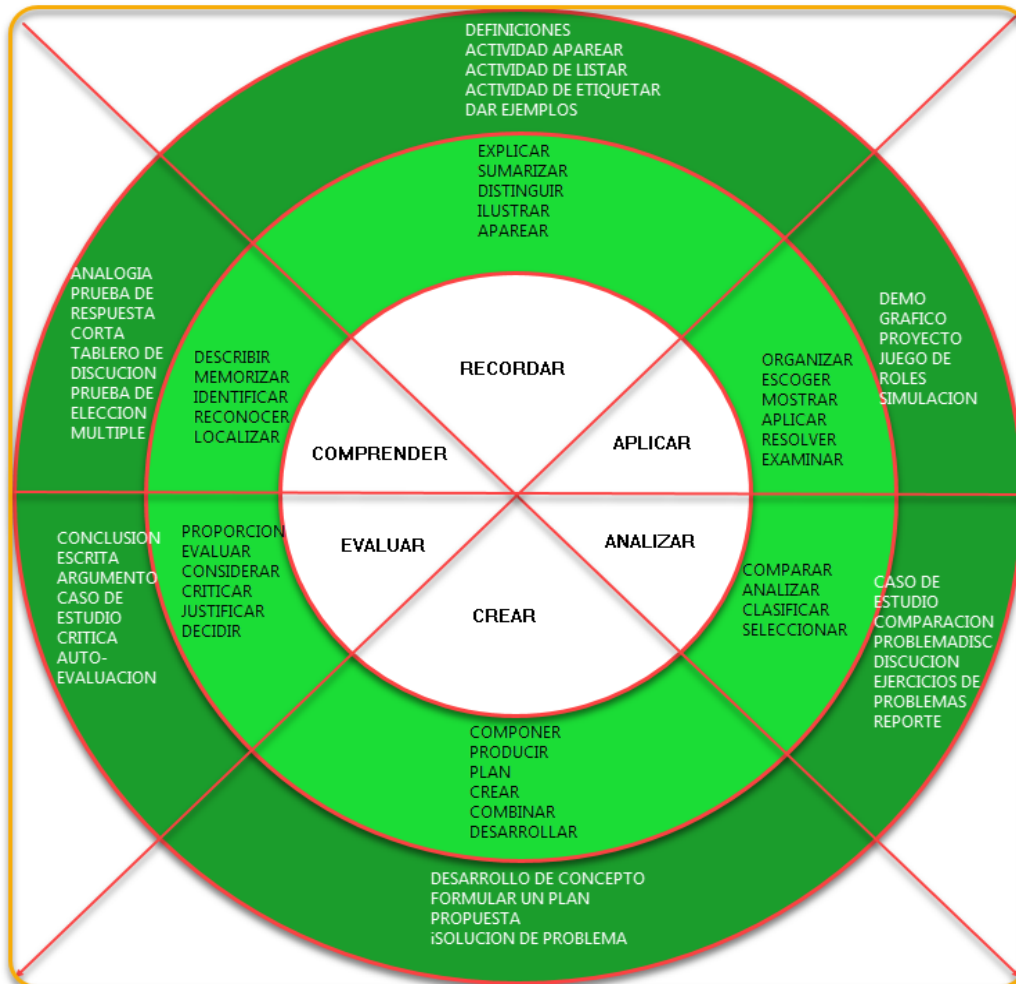 DEFINICIONES
ACTIVIDAD APAREAR
ACTIVIDAD DE LISTAR
ACTIVIDAD DE ETIQUETAR
DAR EJEMPLOS
EXPLICAR
SUMARIZAR
DISTINGUIR
ILUSTRAR
APAREAR
RECORDAR
ANALOGIA
PRUEBA DE
RESPUESTA
CORTA
TABLERO DE
DISCUCION
PRUEBA DE
ELECCION
MULTIPLE
DESCRIBIR
MEMORIZAR
IDENTIFICAR
RECONOCER
LOCALIZAR
COMPRENDER
APLICAR
ORGANIZAR
ESCOGER
MOSTRAR
APLICAR
RESOLVER
EXAMINAR
DEMO
GRAFICO
PROYECTO
JUEGO DE
ROLES
SIMULACION
CONCLUSION
ESCRITA
ARGUMENTO
CASO DE
ESTUDIO
CRITICA
AUTO-
EVALUACION
PROPORCION
EVALUAR
CONSIDERAR
CRITICAR
JUSTIFICAR
DECIDIR
EVALUAR
ANALIZAR
COMPARAR
ANALIZAR
CLASIFICAR
SELECCIONAR
CASO DE
ESTUDIO
COMPARACION
PROBLEMADISC
DISCUCION
EJERCICIOS DE
PROBLEMAS
REPORTE
CREAR
COMPONER
PRODUCIR
PLAN
CREAR
COMBINAR
DESARROLLAR
DESARROLLO DE CONCEPTO
FORMULAR UN PLAN
PROPUESTA
iSOLUCION DE PROBLEMA